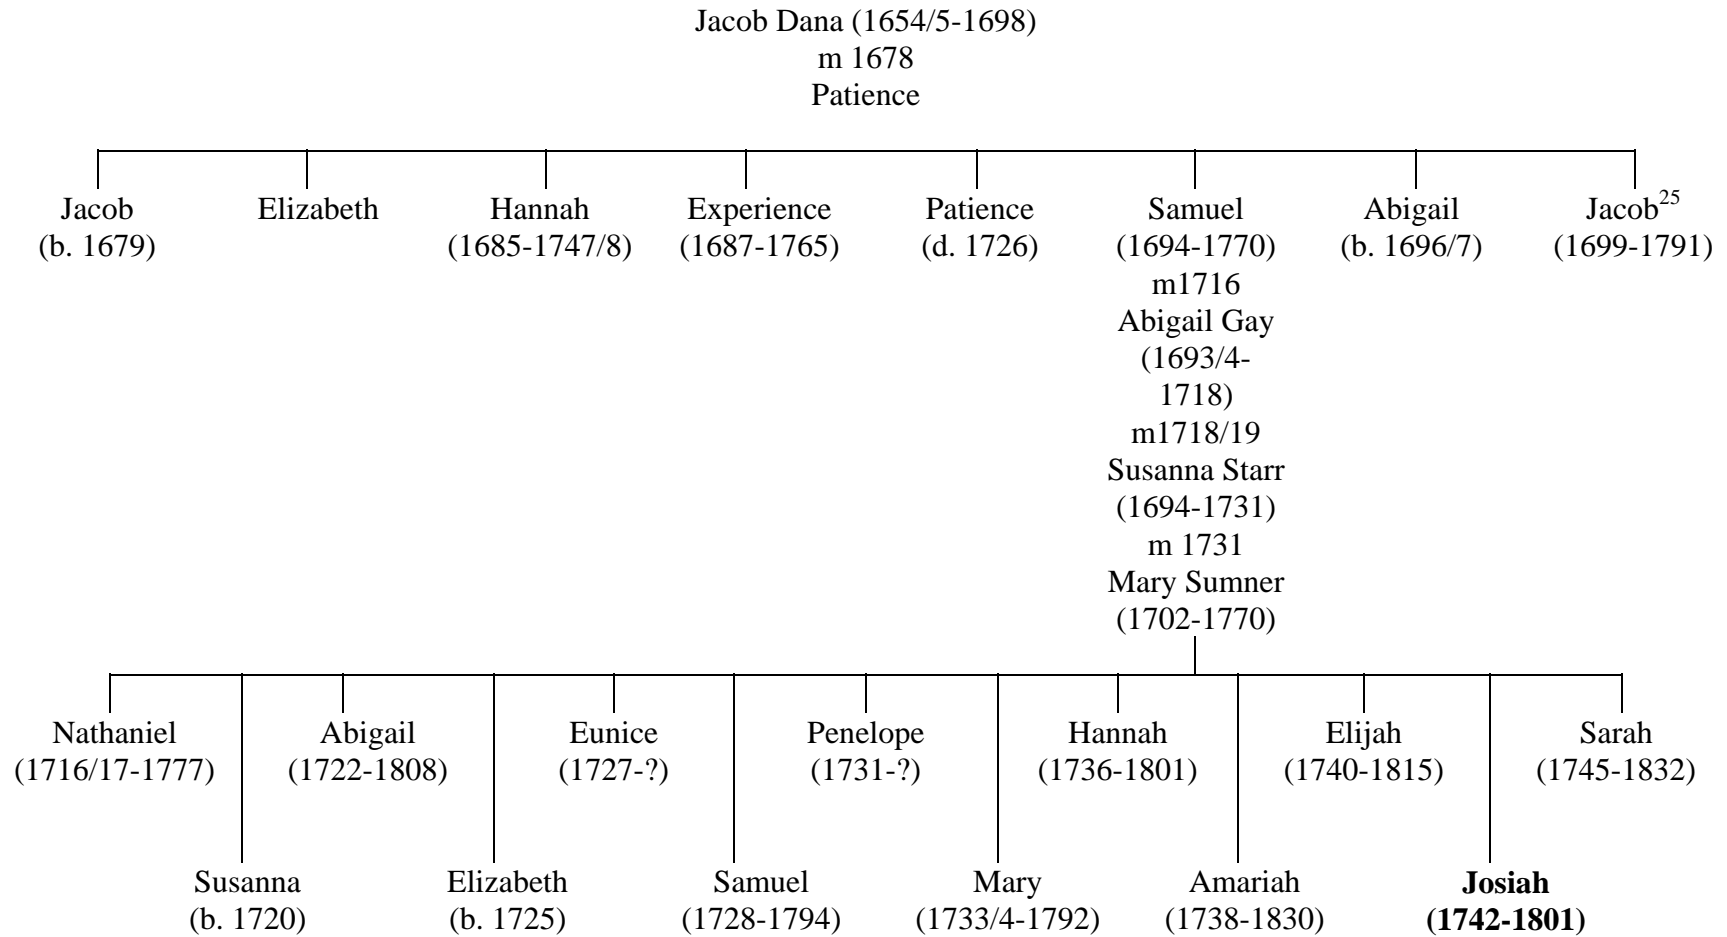 Jacob Dana (1654/5-1698)
m 1678
Patience
Jacob Elizabeth Hannah Experience Patience Samuel Abigail Jacob25
(b. 1679) (1685-1747/8) (1687-1765) (d. 1726) (1694-1770) (b. 1696/7) (1699-1791)
m1716
Abigail Gay
(1693/4-
1718)
m1718/19
Susanna Starr
(1694-1731)
m 1731
Mary Sumner
(1702-1770)
Nathaniel Abigail Eunice Penelope Hannah Elijah Sarah
(1716/17-1777) (1722-1808) (1727-?) (1731-?) (1736-1801) (1740-1815) (1745-1832)
Susanna Elizabeth Samuel Mary Amariah Josiah
(b. 1720) (b. 1725) (1728-1794) (1733/4-1792) (1738-1830) (1742-1801)